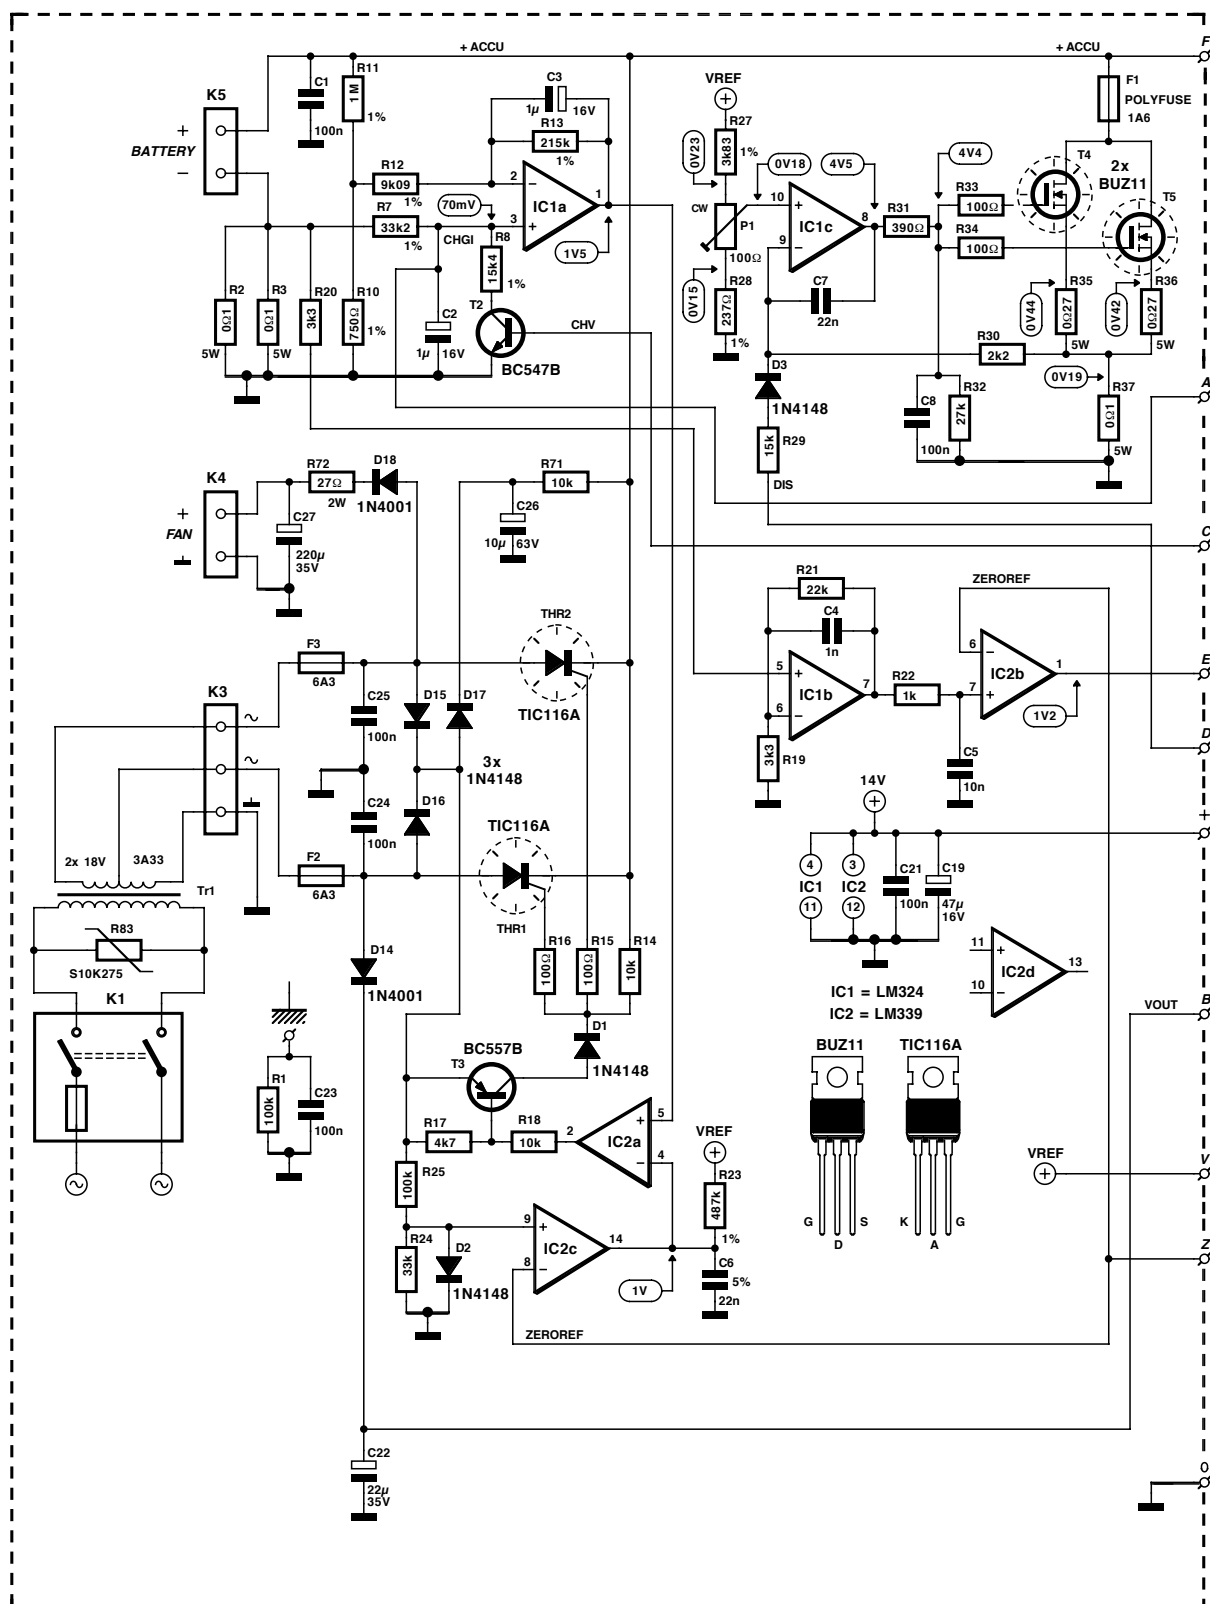 + ACCU
+ ACCU
F
K5
+
BATTERY
−
C1
100n
R11
1M
1%
C3
1µ
16V
R13
215k
1%
R12
9k09
1%
R7
33k2
1%
70mV
2
−
3
+
IC1a
1
1V5
CHGI
R8
15k4
1%
R2
0Ω1
5W
R3
0Ω1
5W
R20
3k3
R10
750Ω
1%
C2
1µ
16V
T2
BC547B
CHV
VREF
R27
3k83
1%
0V23
CW
P1
100Ω
0V15
R28
237Ω
1%
0V18
4V5
10
+
9
−
IC1c
8
R31
390Ω
C7
22n
4V4
R33
100Ω
R34
100Ω
F1
POLYFUSE
1A6
T4
2x
BUZ11
T5
0V44
R35
0Ω27
5W
0V42
R36
0Ω27
5W
R30
2k2
0V19
R37
0Ω1
5W
D3
1N4148
R29
15k
DIS
C8
100n
R32
27k
A
K4
+
FAN
R72
27Ω
2W
D18
1N4001
C27
220µ
35V
R71
10k
C26
10µ
63V
C
R21
22k
C4
1n
5
+
6
−
IC1b
7
R19
3k3
R22
1k
C5
10n
ZEROREF
6
−
7
+
IC2b
1
1V2
E
D
K3
F3
6A3
F2
6A3
C25
100n
C24
100n
D15
D17
3x
1N4148
D16
THR2
TIC116A
TIC116A
THR1
2x 18V
3A33
Tr1
R83
S10K275
K1
D14
1N4001
R16
100Ω
R15
100Ω
R14
10k
14V
4
IC1
11
3
IC2
12
C21
100n
C19
47µ
16V
+
11
+
10
−
IC2d
13
IC1 = LM324
IC2 = LM339
VOUT
B
R1
100k
C23
100n
BC557B
T3
D1
1N4148
R17
4k7
R18
10k
2
IC2a
+
5
−
4
R25
100k
R24
33k
D2
1N4148
9
+
8
−
IC2c
14
1V
VREF
R23
487k
1%
C6
5%
22n
ZEROREF
BUZ11
G
D
S
TIC116A
K
A
G
VREF
V
Z
C22
22µ
35V
0